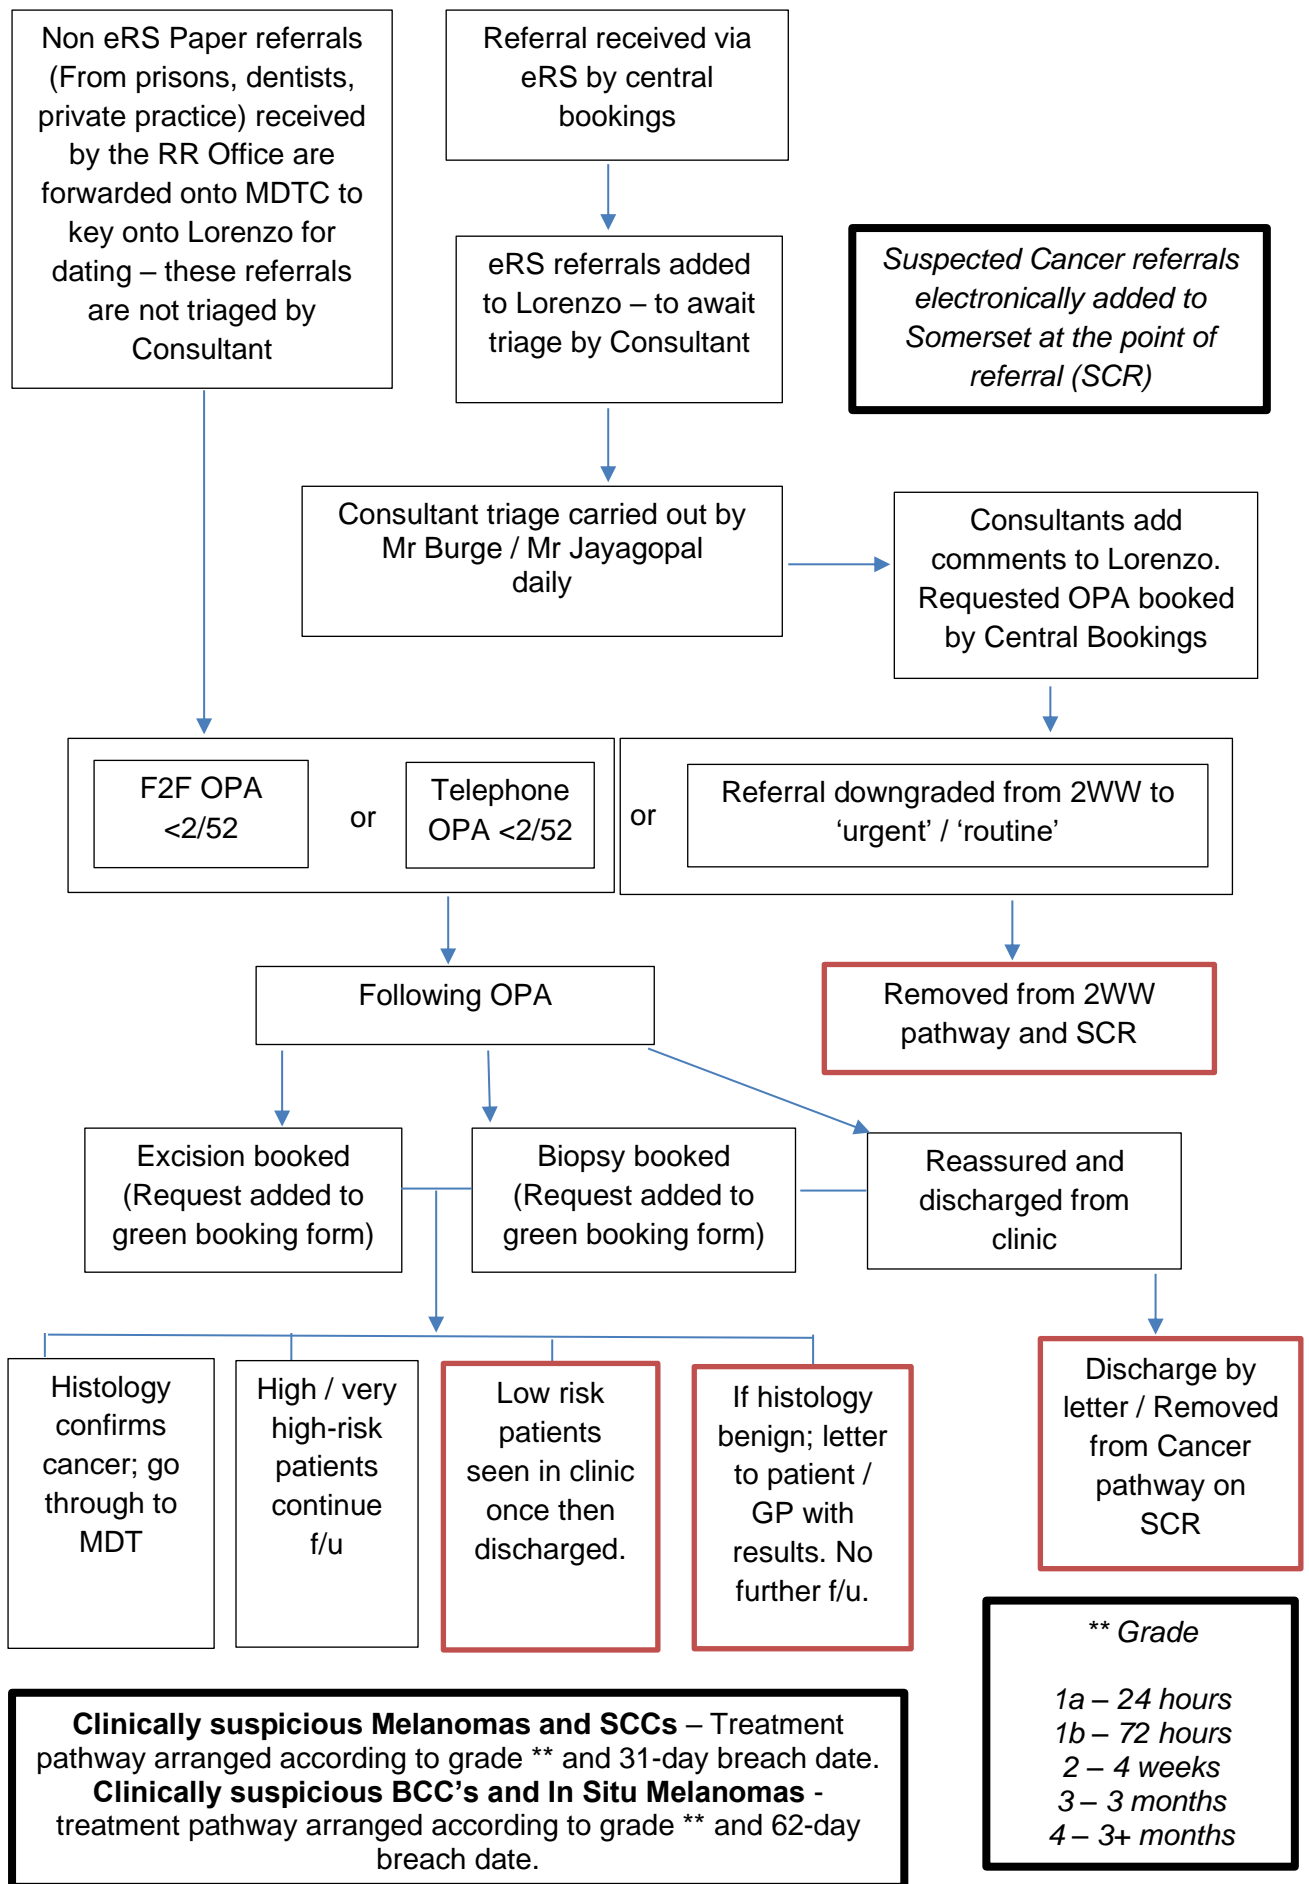 Non eRS Paper referrals
(From prisons, dentists,
private practice) received
by the RR Office are
forwarded onto MDTC to
key onto Lorenzo for
dating – these referrals
are not triaged by
Consultant
Referral received via
eRS by central
bookings
eRS referrals added
to Lorenzo – to await
triage by Consultant
Suspected Cancer referrals
electronically added to
Somerset at the point of
referral (SCR)
Consultant triage carried out by
Mr Burge / Mr Jayagopal
daily
Consultants add
comments to Lorenzo.
Requested OPA booked
by Central Bookings
F2F OPA
<2/52
or
Telephone
OPA <2/52
or
Referral downgraded from 2WW to
‘urgent’ / ‘routine’
Following OPA
Removed from 2WW
pathway and SCR
Excision booked
(Request added to
green booking form)
Biopsy booked
(Request added to
green booking form)
Reassured and
discharged from
clinic
Histology
confirms
cancer; go
through to
MDT
High / very
high-risk
patients
continue
f/u
Low risk
patients
seen in clinic
once then
discharged.
If histology
benign; letter
to patient /
GP with
results. No
further f/u.
Discharge by
letter / Removed
from Cancer
pathway on
SCR
** Grade
1a – 24 hours
1b – 72 hours
2 – 4 weeks
3 – 3 months
4 – 3+ months
Clinically suspicious Melanomas and SCCs – Treatment
pathway arranged according to grade ** and 31-day breach date.
Clinically suspicious BCC’s and In Situ Melanomas -
treatment pathway arranged according to grade ** and 62-day
breach date.